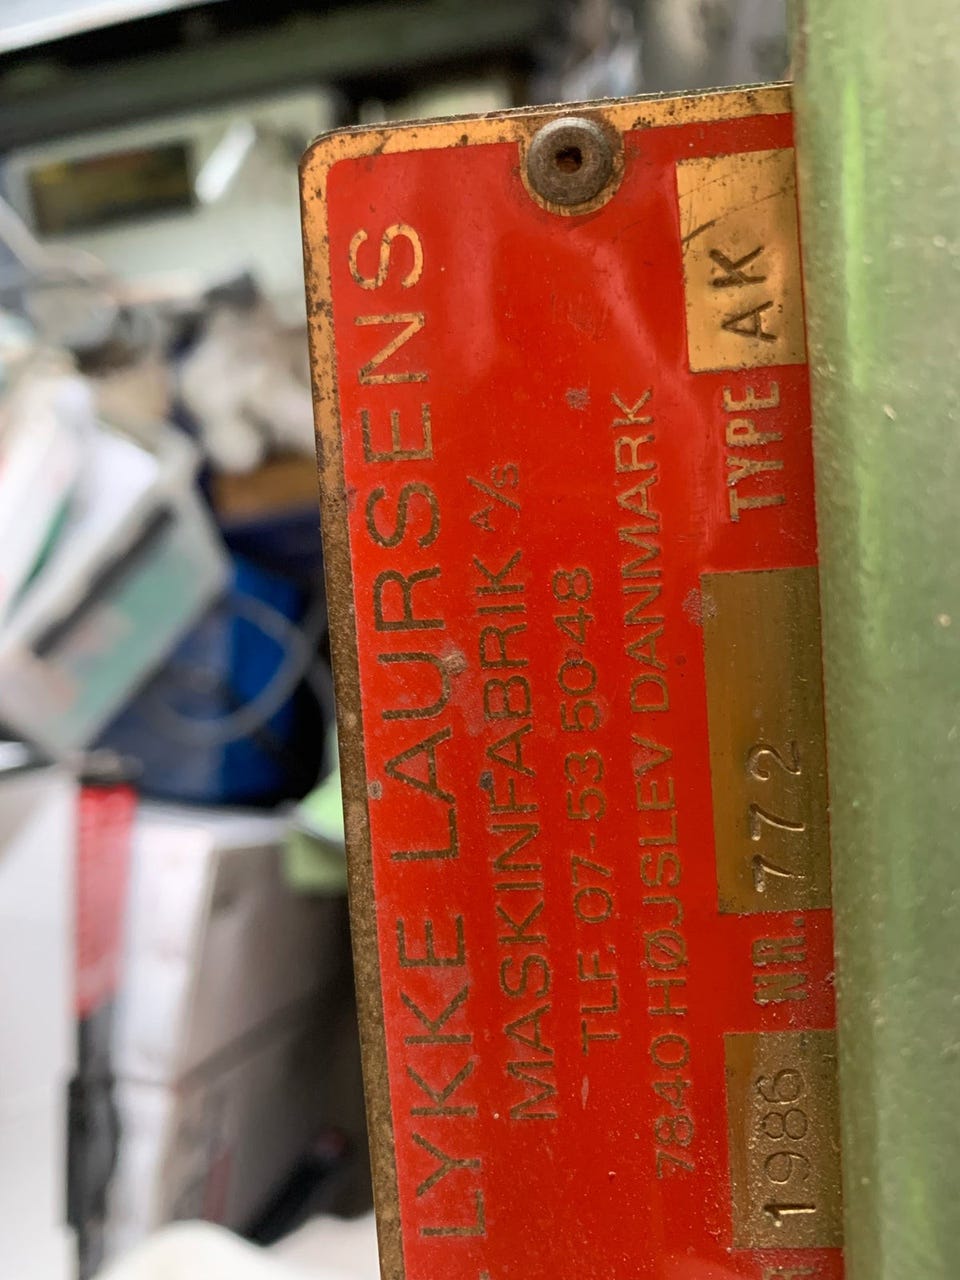 LYKKE LAURSENS
MASKINFABRIK A/S
TLF. 07-53 50 48
7840 HØJSLEV DANMARK
1986 NR. 772 TYPE AK